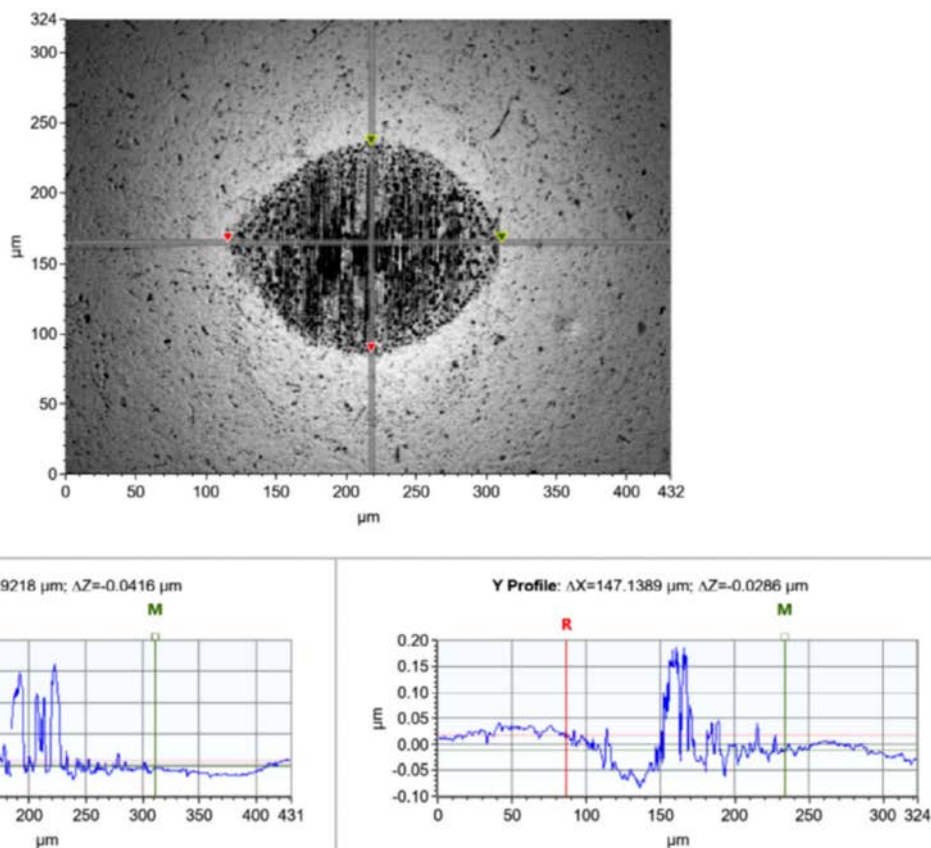 324
300
250
200
150
100
50
0
µm
0 50 100 150 200 250 300 350 400 432
µm
9218 µm; ΔZ=-0.0416 µm
M
200 250 300 350 400 431
µm
Y Profile: ΔX=147.1389 µm; ΔZ=-0.0286 µm
R M
0.20
0.15
0.10
0.05
0.00
-0.05
-0.10
µm
0 50 100 150 200 250 300 324
µm